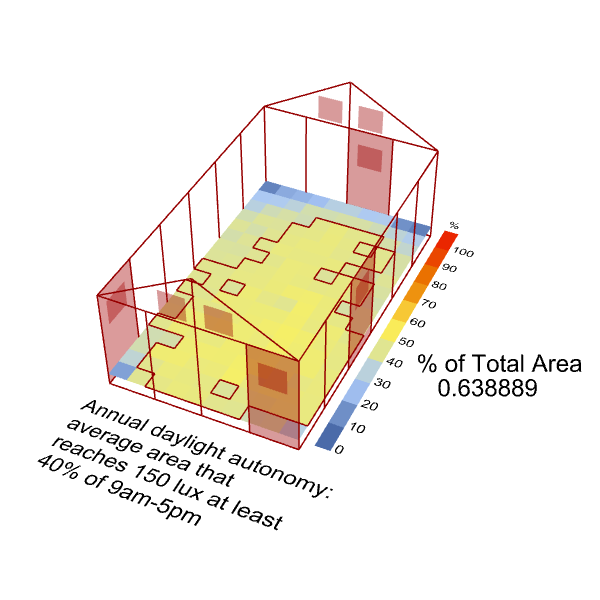 %
100
90
80
70
60
50
40
30
20
10
0
% of Total Area
0.638889
Annual daylight autonomy:
average area that
reaches 150 lux at least
40% of 9am-5pm